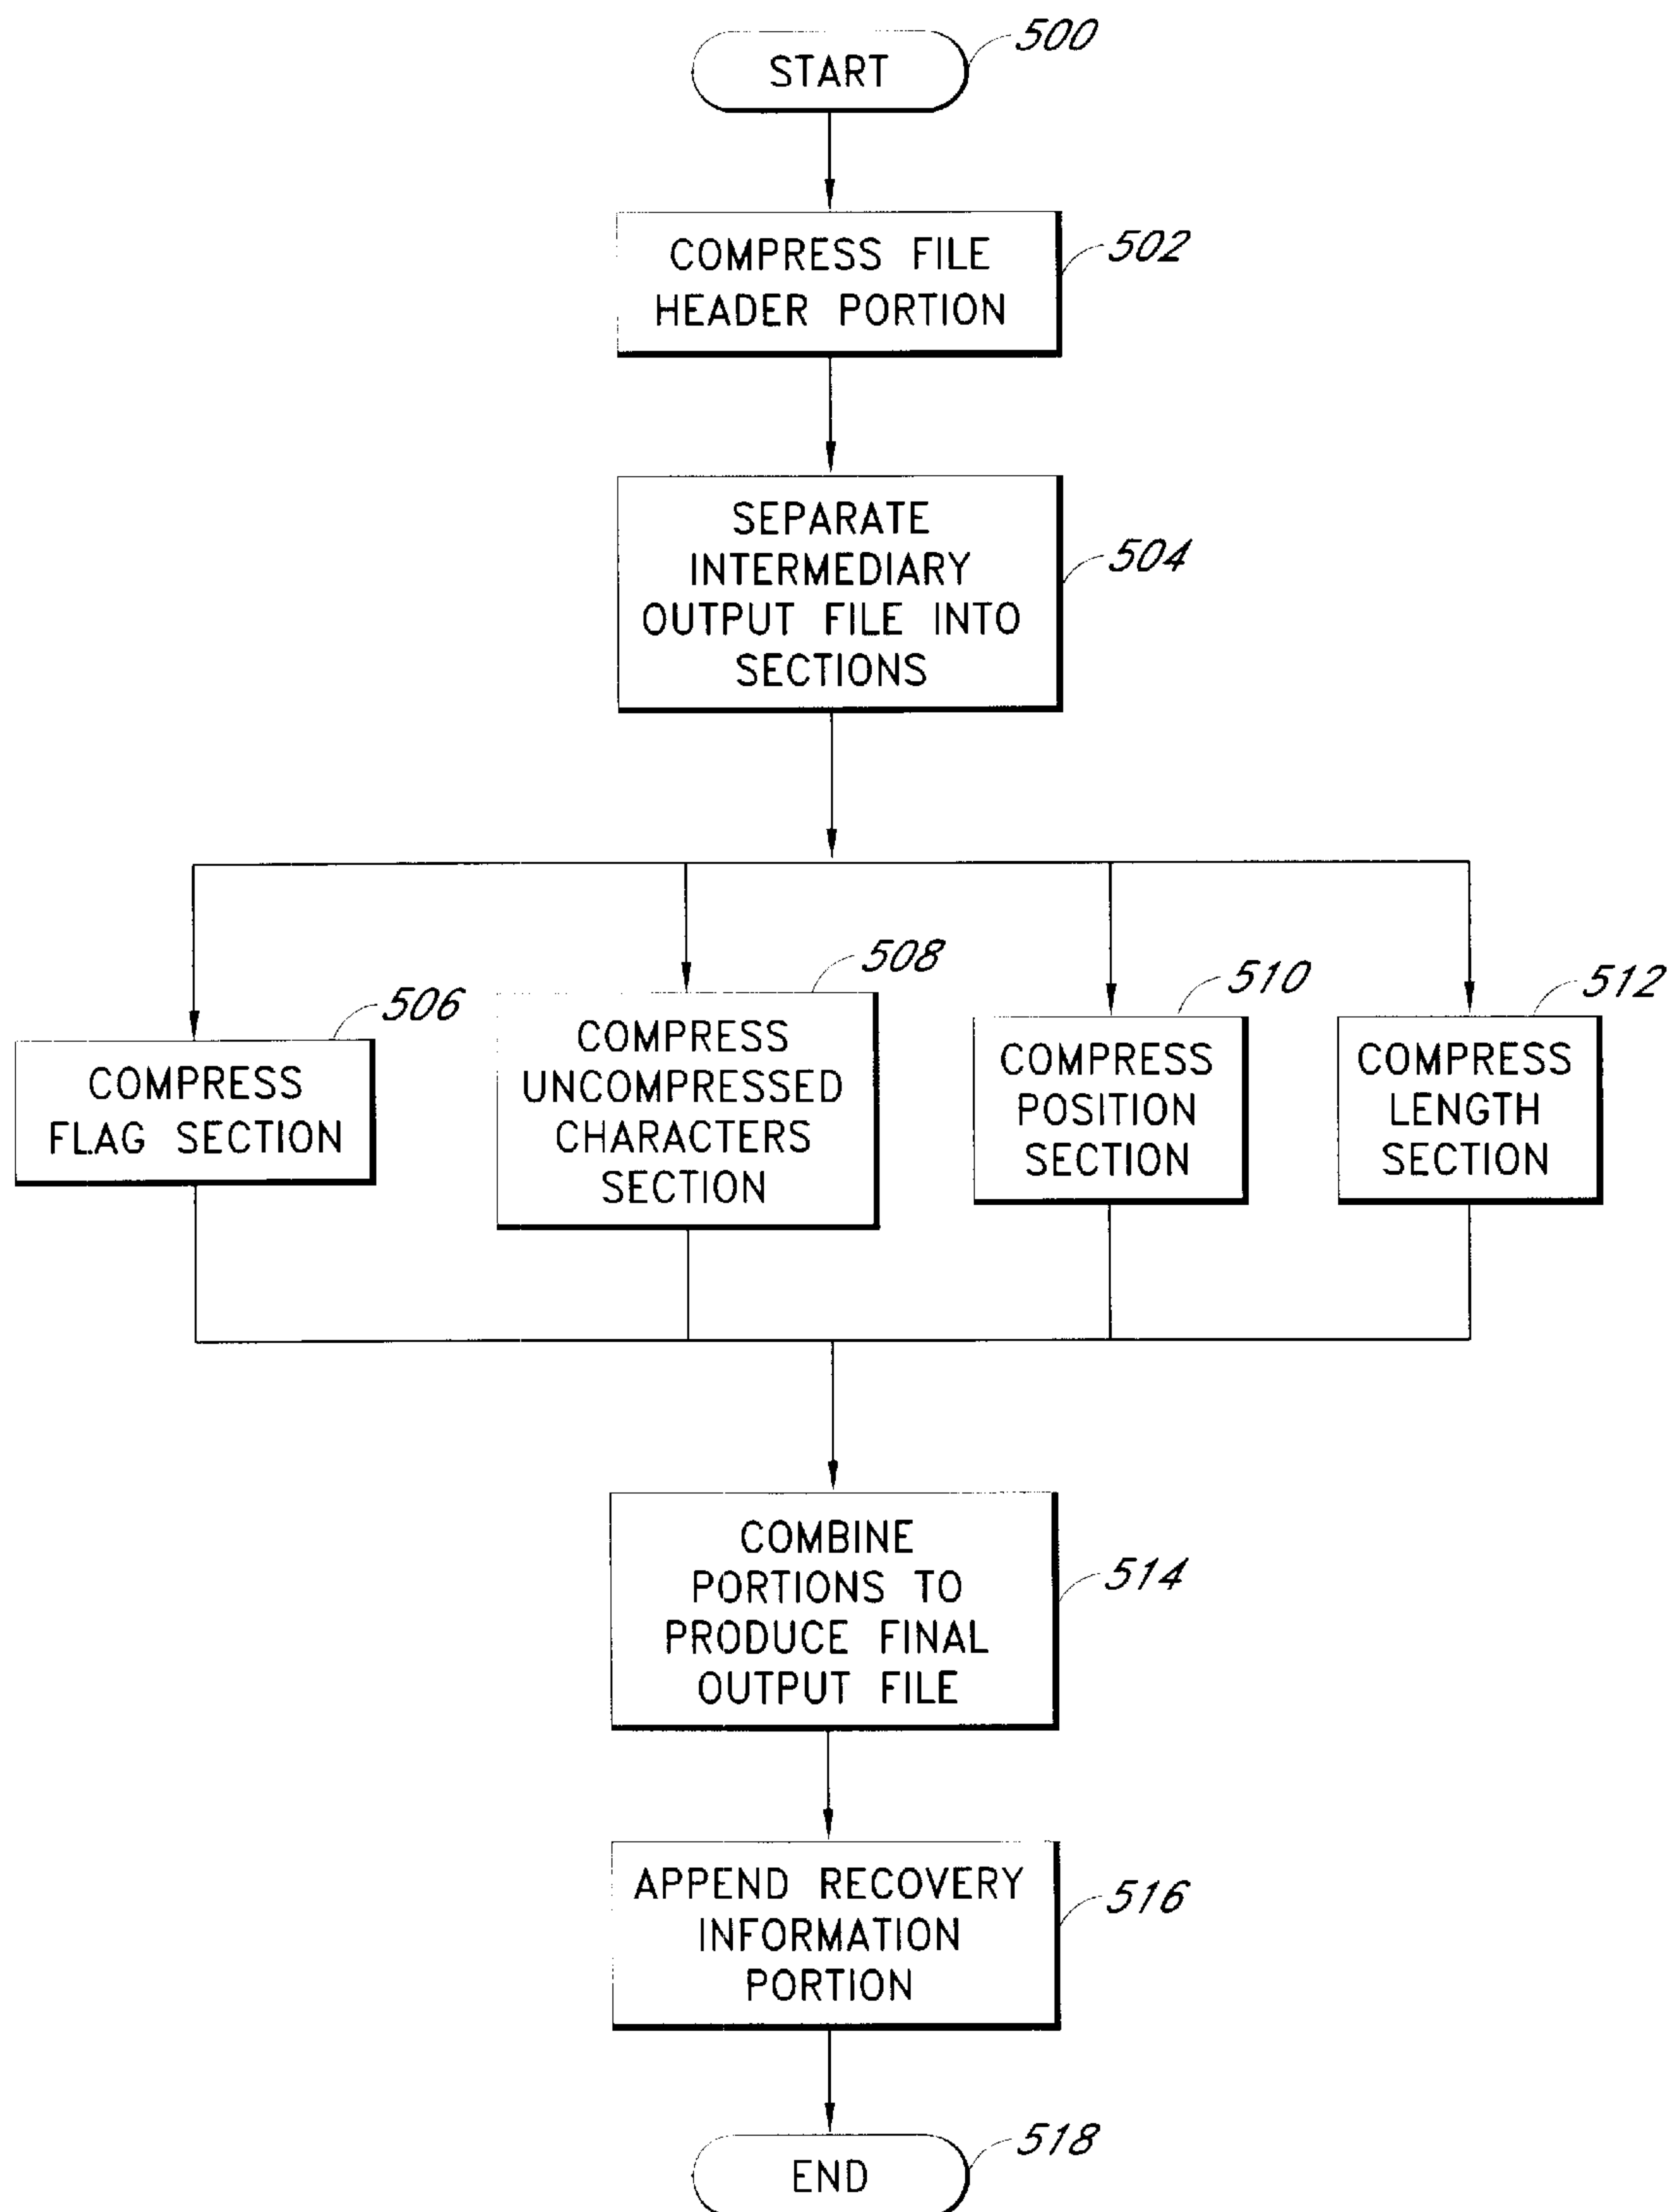 500
START
502
COMPRESS FILE
HEADER PORTION
504
SEPARATE
INTERMEDIARY
OUTPUT FILE INTO
SECTIONS
506
COMPRESS
FLAG SECTION
508
COMPRESS
UNCOMPRESSED
CHARACTERS
SECTION
510
COMPRESS
POSITION
SECTION
512
COMPRESS
LENGTH
SECTION
514
COMBINE
PORTIONS TO
PRODUCE FINAL
OUTPUT FILE
516
APPEND RECOVERY
INFORMATION
PORTION
518
END